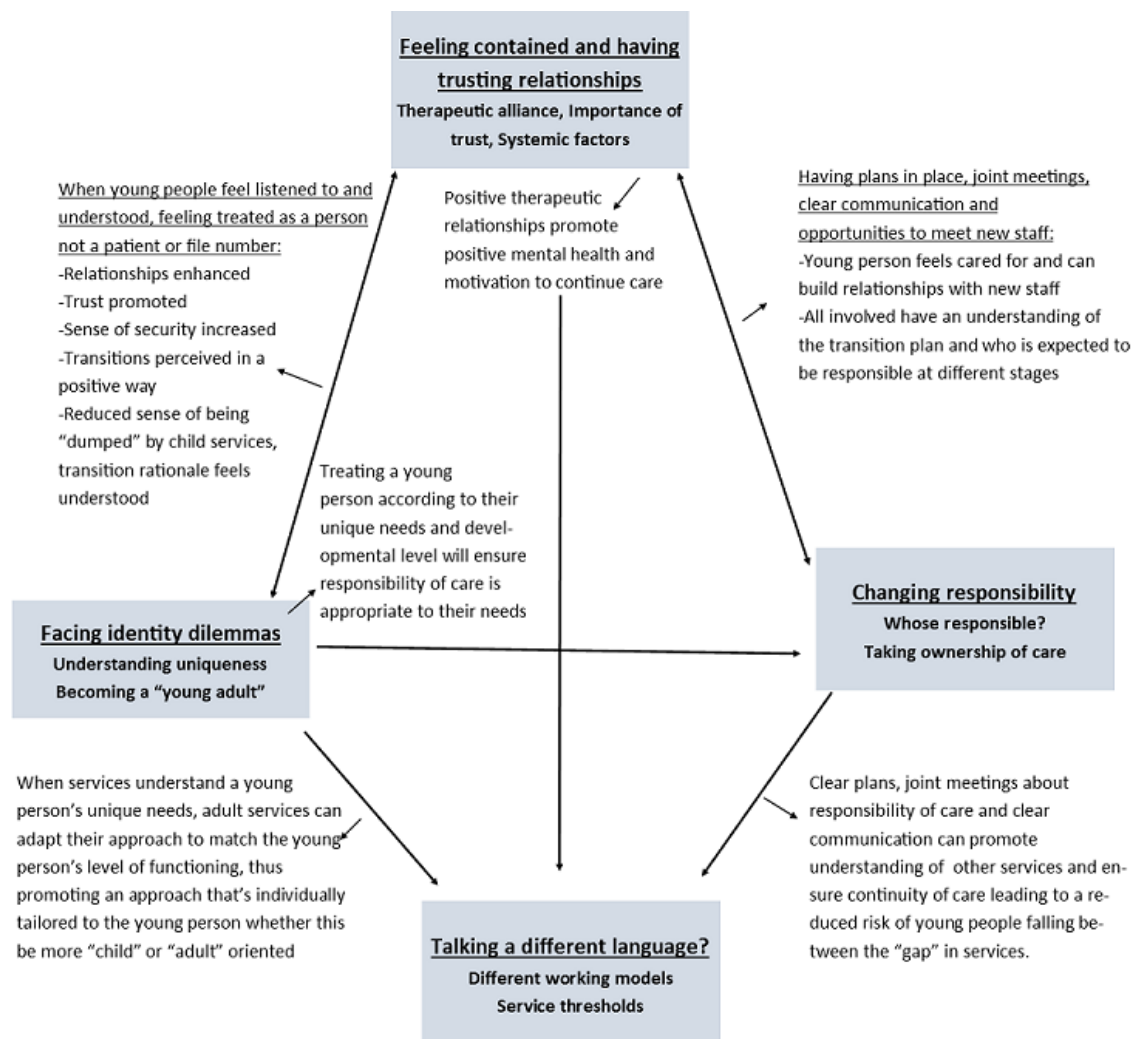 Feeling contained and having
trusting relationships
Therapeutic alliance, Importance of
trust, Systemic factors
When young people feel listened to and
understood, feeling treated as a person
not a patient or file number:
-Relationships enhanced
-Trust promoted
-Sense of security increased
-Transitions perceived in a
positive way
-Reduced sense of being
“dumped” by child services,
transition rationale feels
understood
Positive therapeutic
relationships promote
positive mental health and
motivation to continue care
Having plans in place, joint meetings,
clear communication and
opportunities to meet new staff:
-Young person feels cared for and can
build relationships with new staff
-All involved have an understanding of
the transition plan and who is expected to
be responsible at different stages
Treating a young
person according to their
unique needs and devel-
opmental level will ensure
responsibility of care is
appropriate to their needs
Facing identity dilemmas
Understanding uniqueness
Becoming a “young adult”
Changing responsibility
Whose responsible?
Taking ownership of care
When services understand a young
person’s unique needs, adult services can
adapt their approach to match the young
person’s level of functioning, thus
promoting an approach that’s individually
tailored to the young person whether this
be more “child” or “adult” oriented
Clear plans, joint meetings about
responsibility of care and clear
communication can promote
understanding of  other services and en-
sure continuity of care leading to a re-
duced risk of young people falling be-
tween the “gap” in services.
Talking a different language?
Different working models
Service thresholds